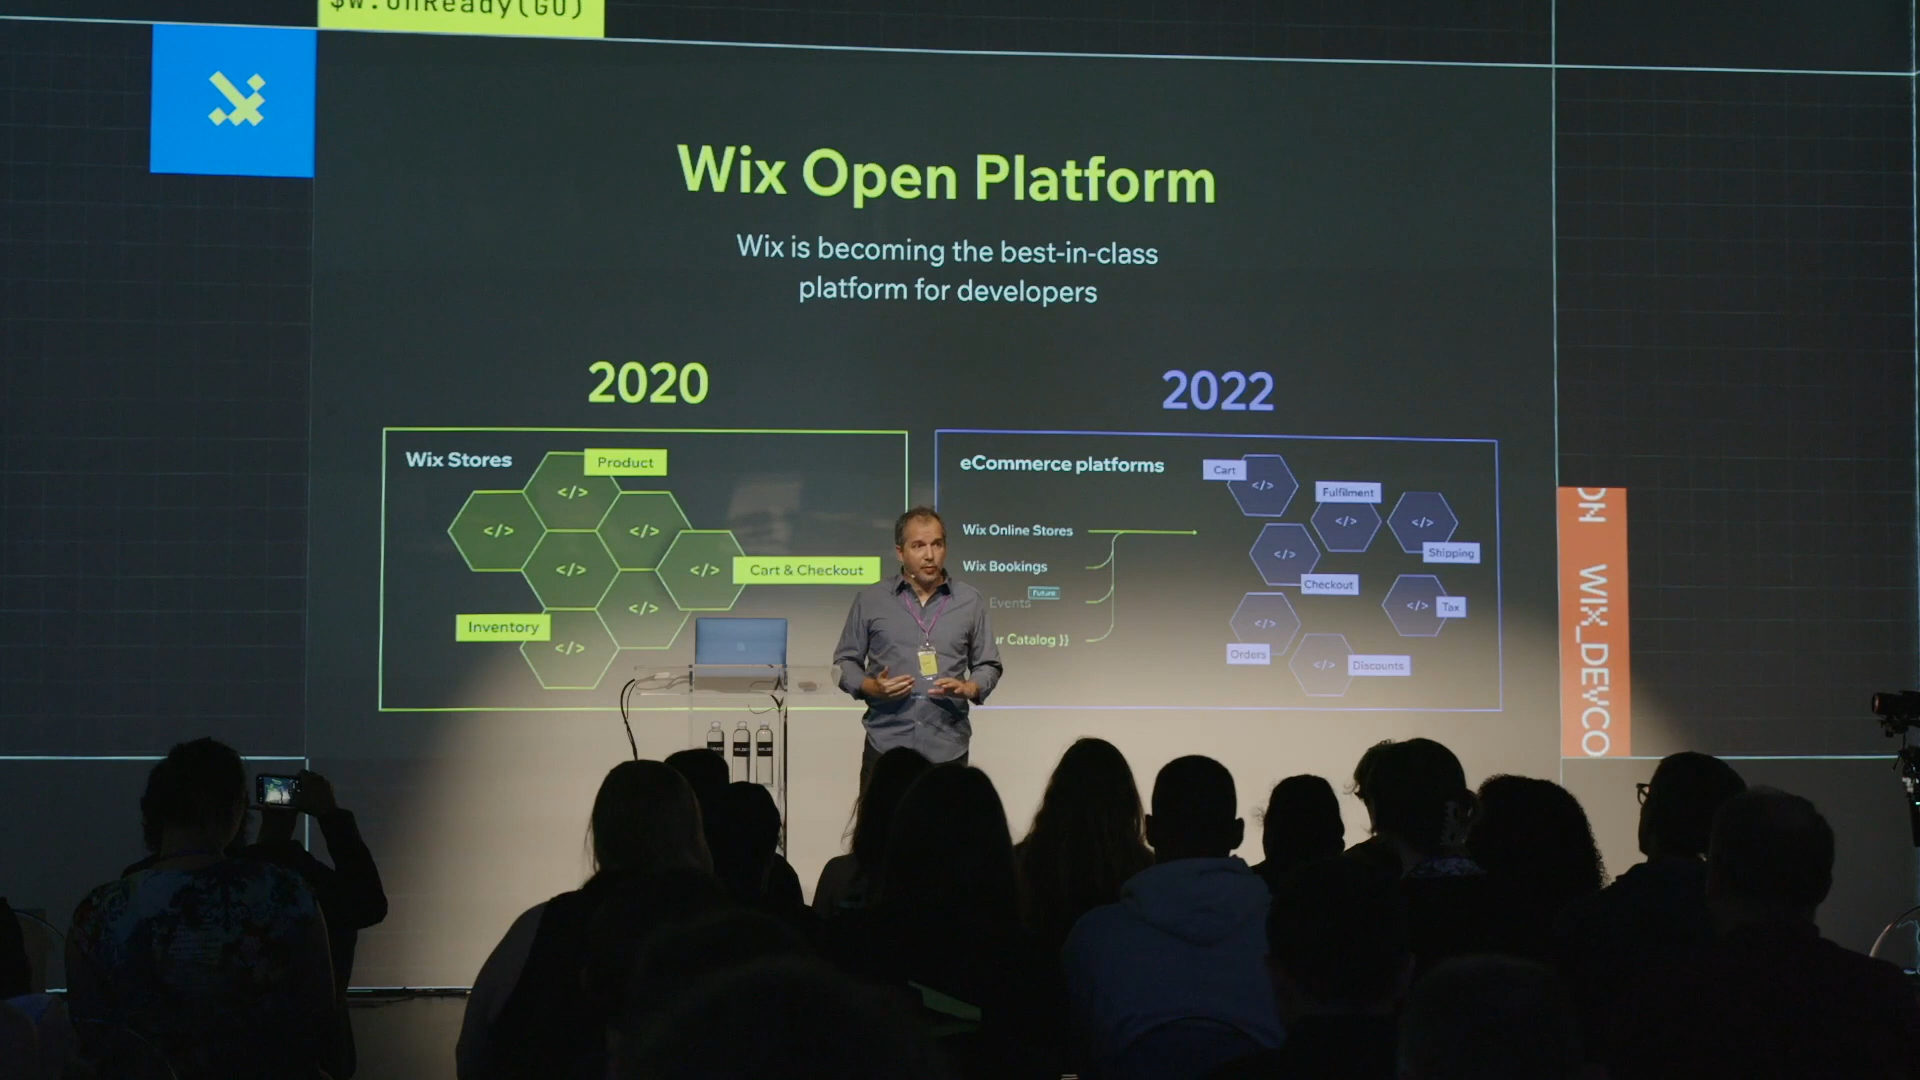 $w.onReady(GO)
Wix Open Platform
Wix is becoming the best-in-class
platform for developers
2020
2022
Wix Stores
Product
</>
</>
</>
</>
</>
Cart & Checkout
</>
Inventory
</>
eCommerce platforms
Wix Online Stores
Wix Bookings
Future
Events
ur Catalog }}
Cart
</>
Fulfilment
</>
</>
Shipping
</>
Checkout
</>
Tax
</>
Orders
</>
Discounts
ON WIX_DEVCO